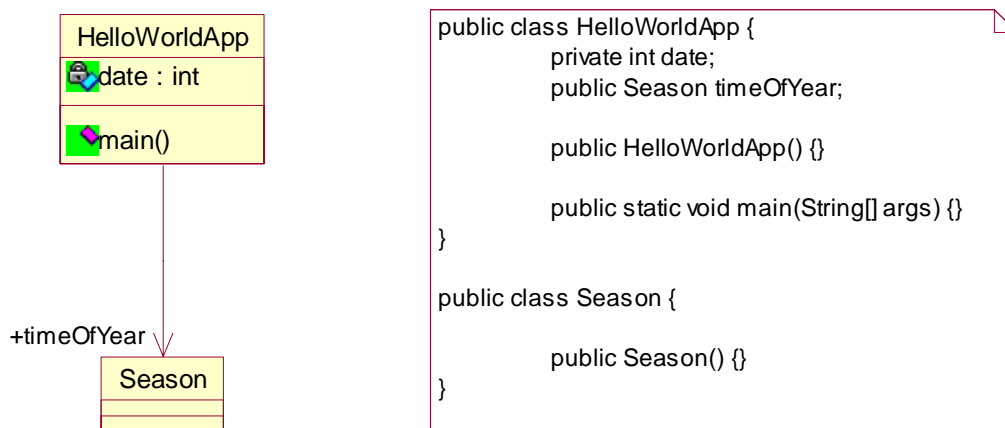 HelloWorldApp
date : int
main()
+timeOfYear
Season
public class HelloWorldApp {
private int date;
public Season timeOfYear;
public HelloWorldApp() {}
public static void main(String[] args) {}
}
public class Season {
public Season() {}
}